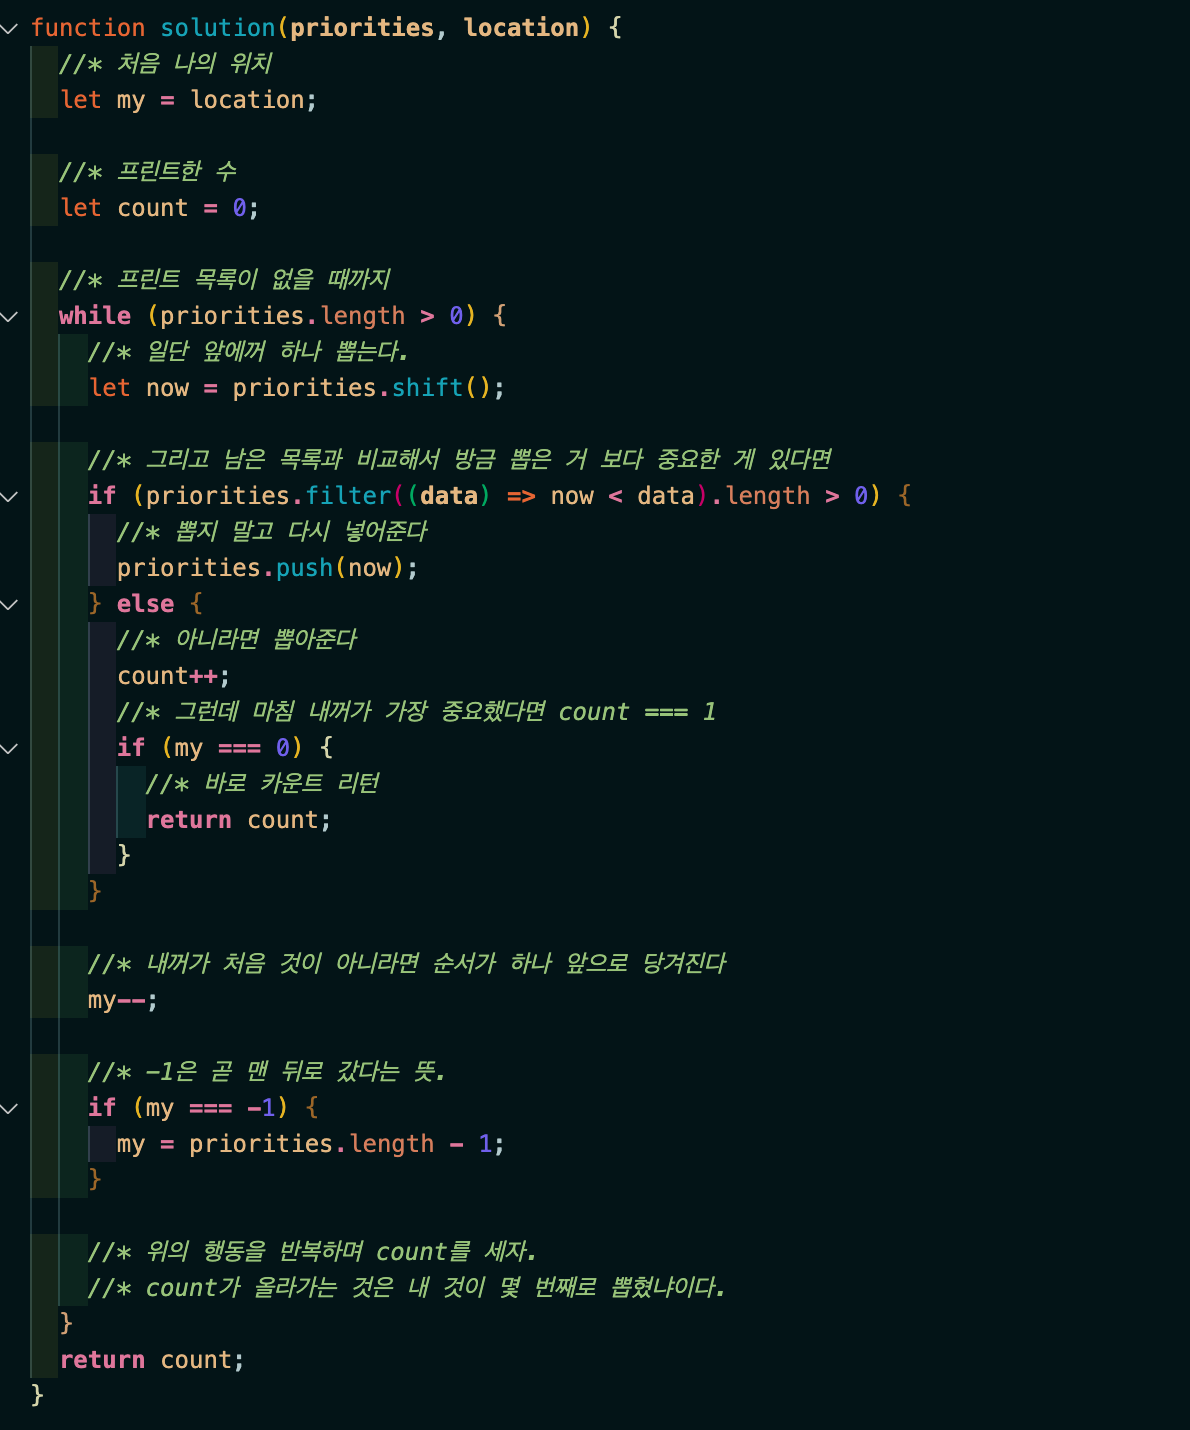 function solution(priorities, location) {
//* 처음 나의 위치
let my = location;
//* 프린트한 수
let count = 0;
//* 프린트 목록이 없을 때까지
while (priorities.length > 0) {
//* 일단 앞에꺼 하나 뽑는다.
let now = priorities.shift();
//* 그리고 남은 목록과 비교해서 방금 뽑은 거 보다 중요한 게 있다면
if (priorities.filter((data) => now < data).length > 0) {
//* 뽑지 말고 다시 넣어준다
priorities.push(now);
} else {
//* 아니라면 뽑아준다
count++;
//* 그런데 마침 내꺼가 가장 중요했다면 count === 1
if (my === 0) {
//* 바로 카운트 리턴
return count;
}
}
//* 내꺼가 처음 것이 아니라면 순서가 하나 앞으로 당겨진다
my--;
//* -1은 곧 맨 뒤로 갔다는 뜻.
if (my === -1) {
my = priorities.length - 1;
}
//* 위의 행동을 반복하며 count를 세자.
//* count가 올라가는 것은 내 것이 몇 번째로 뽑혔냐이다.
}
return count;
}